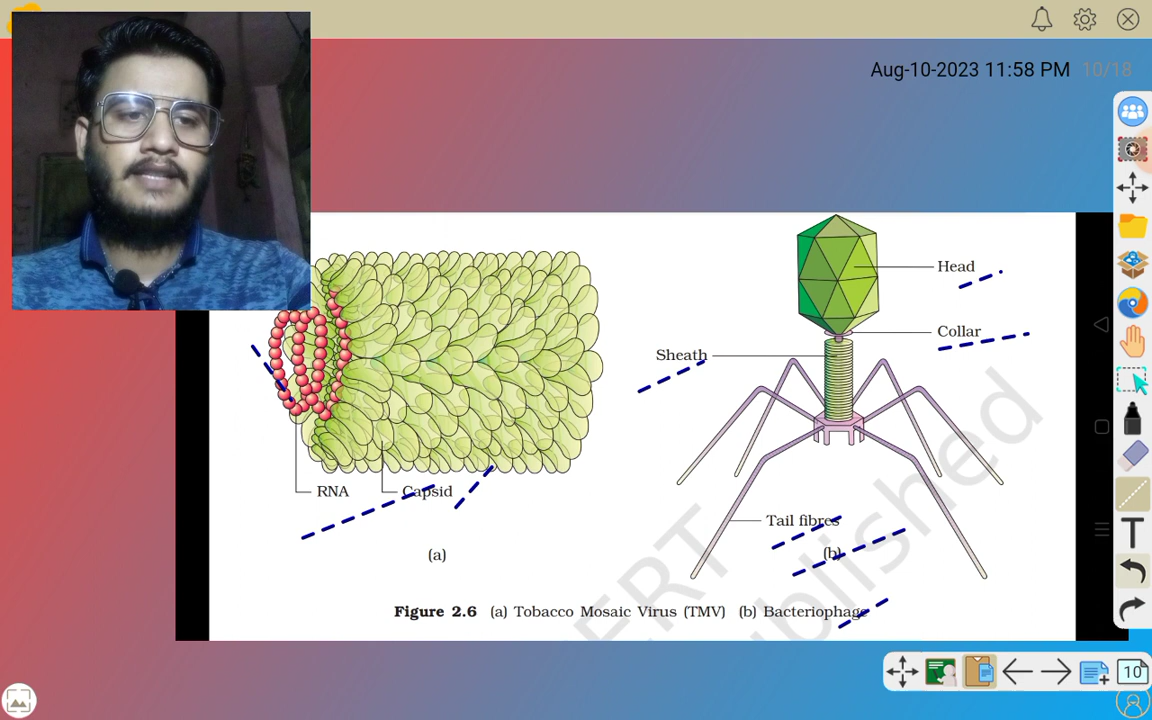 Aug-10-2023 11:58 PM 10/18
Head
Collar
Sheath
RNA
Capsid
Tail fibres
(a)
(b)
Figure 2.6 (a) Tobacco Mosaic Virus (TMV) (b) Bacteriophage
T
10